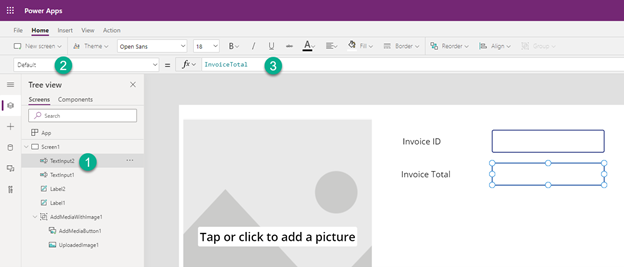 Power Apps
File Home Insert View Action
New screen Theme Open Sans 18 B / U abc A Fill Border Reorder Align Group
Default = fx InvoiceTotal
2
3
Tree view
Screens Components
Search
App
Screen1
TextInput2 ...
1
TextInput1
Label2
Label1
AddMediaWithImage1
AddMediaButton1
UploadedImage1
Invoice ID
Invoice Total
Tap or click to add a picture